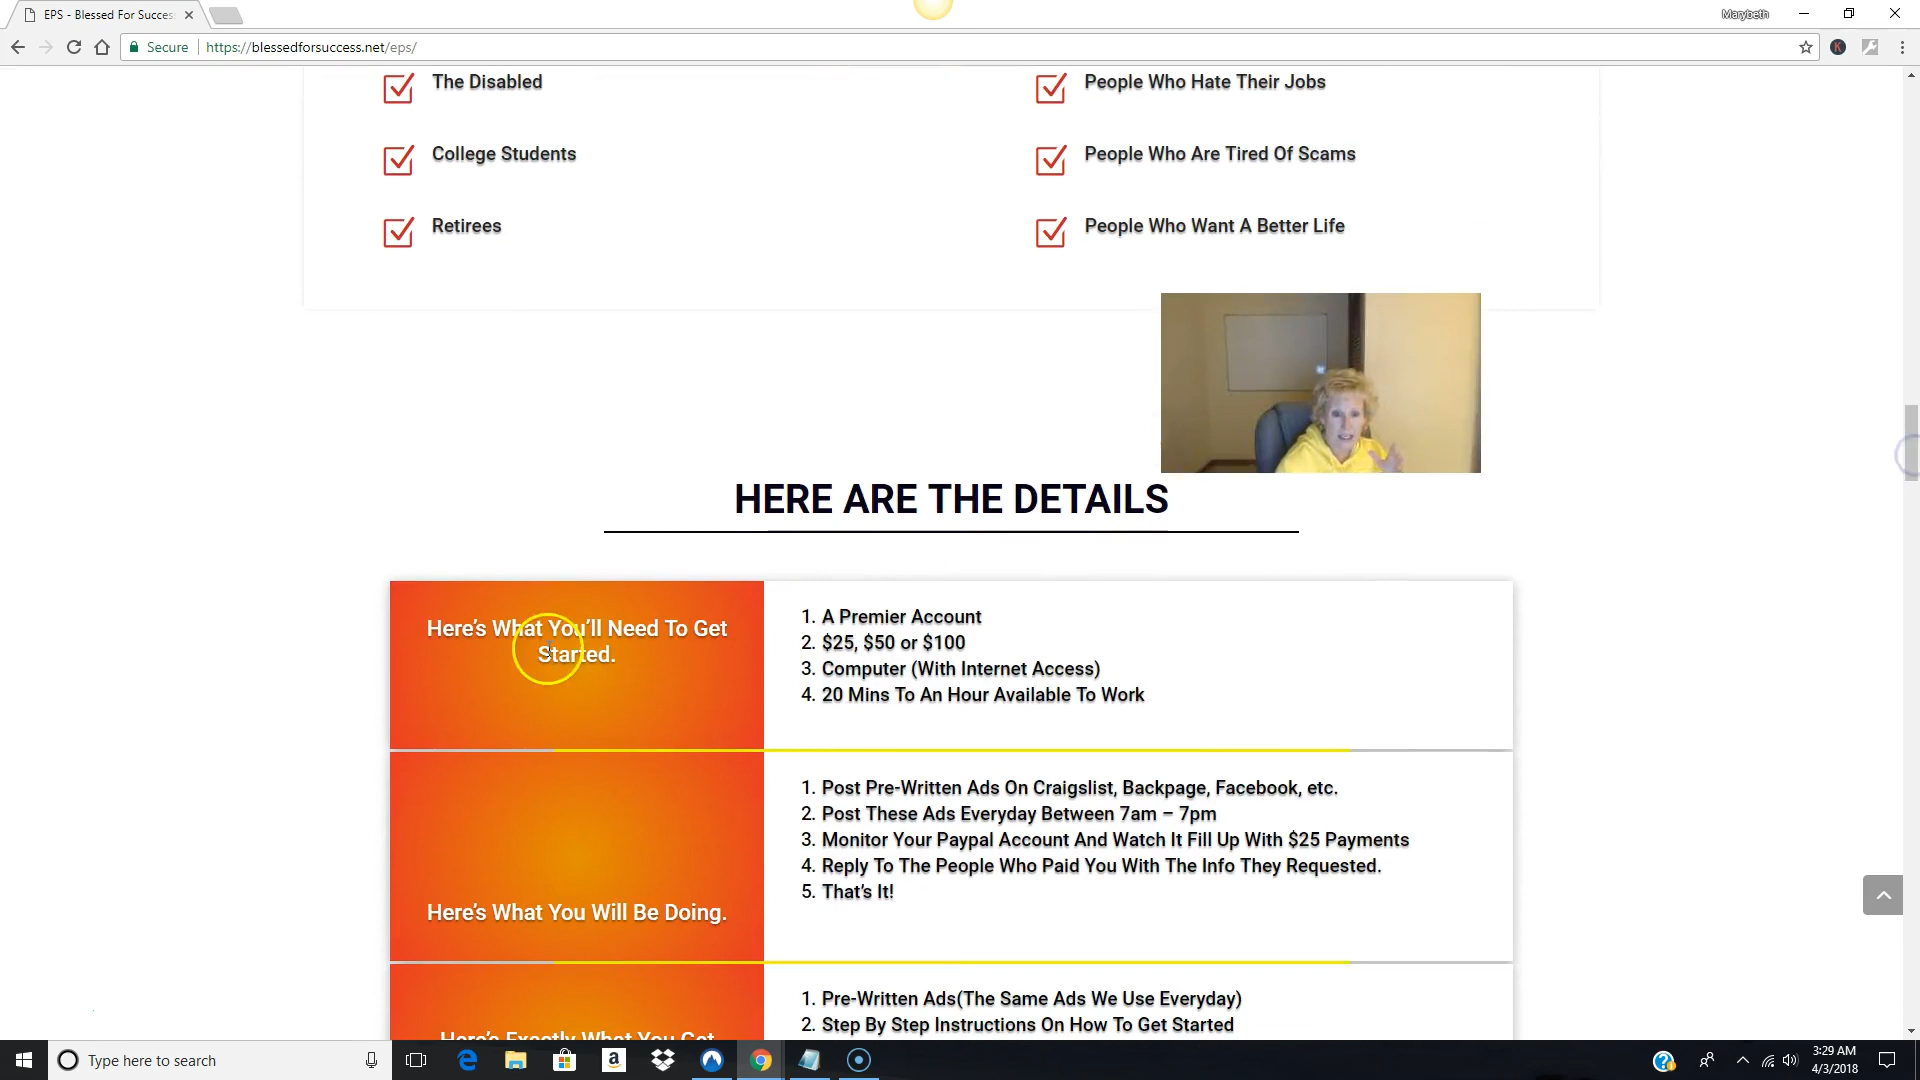 EPS - Blessed For Succes
Marybeth
Secure https://blessedforsuccess.net/eps/
The Disabled
People Who Hate Their Jobs
College Students
People Who Are Tired Of Scams
Retirees
People Who Want A Better Life
HERE ARE THE DETAILS
Here's What You'll Need To Get
Started.
1. A Premier Account
2. $25, $50 or $100
3. Computer (With Internet Access)
4. 20 Mins To An Hour Available To Work
Here's What You Will Be Doing.
1. Post Pre-Written Ads On Craigslist, Backpage, Facebook, etc.
2. Post These Ads Everyday Between 7am – 7pm
3. Monitor Your Paypal Account And Watch It Fill Up With $25 Payments
4. Reply To The People Who Paid You With The Info They Requested.
5. That's It!
Here's Exactly What You Get
1. Pre-Written Ads(The Same Ads We Use Everyday)
2. Step By Step Instructions On How To Get Started
Type here to search
3:29 AM
4/3/2018